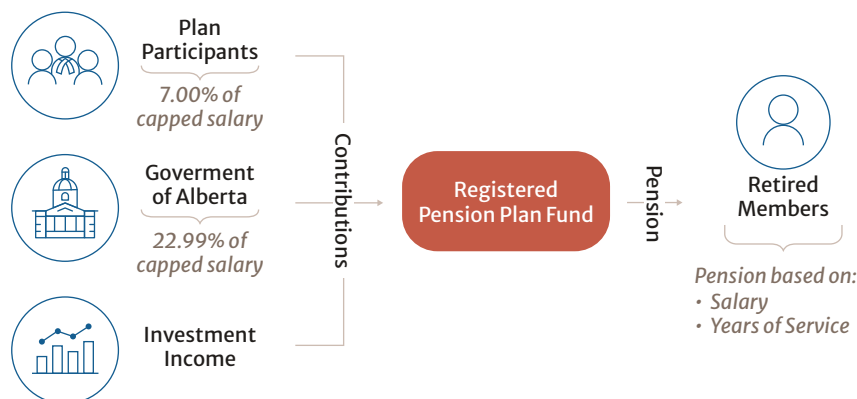 Plan
Participants
7.00% of
capped salary
Goverment
of Alberta
22.99% of
capped salary
Investment
Income
Contributions
Registered
Pension Plan Fund
Pension
Retired
Members
Pension based on:
• Salary
• Years of Service